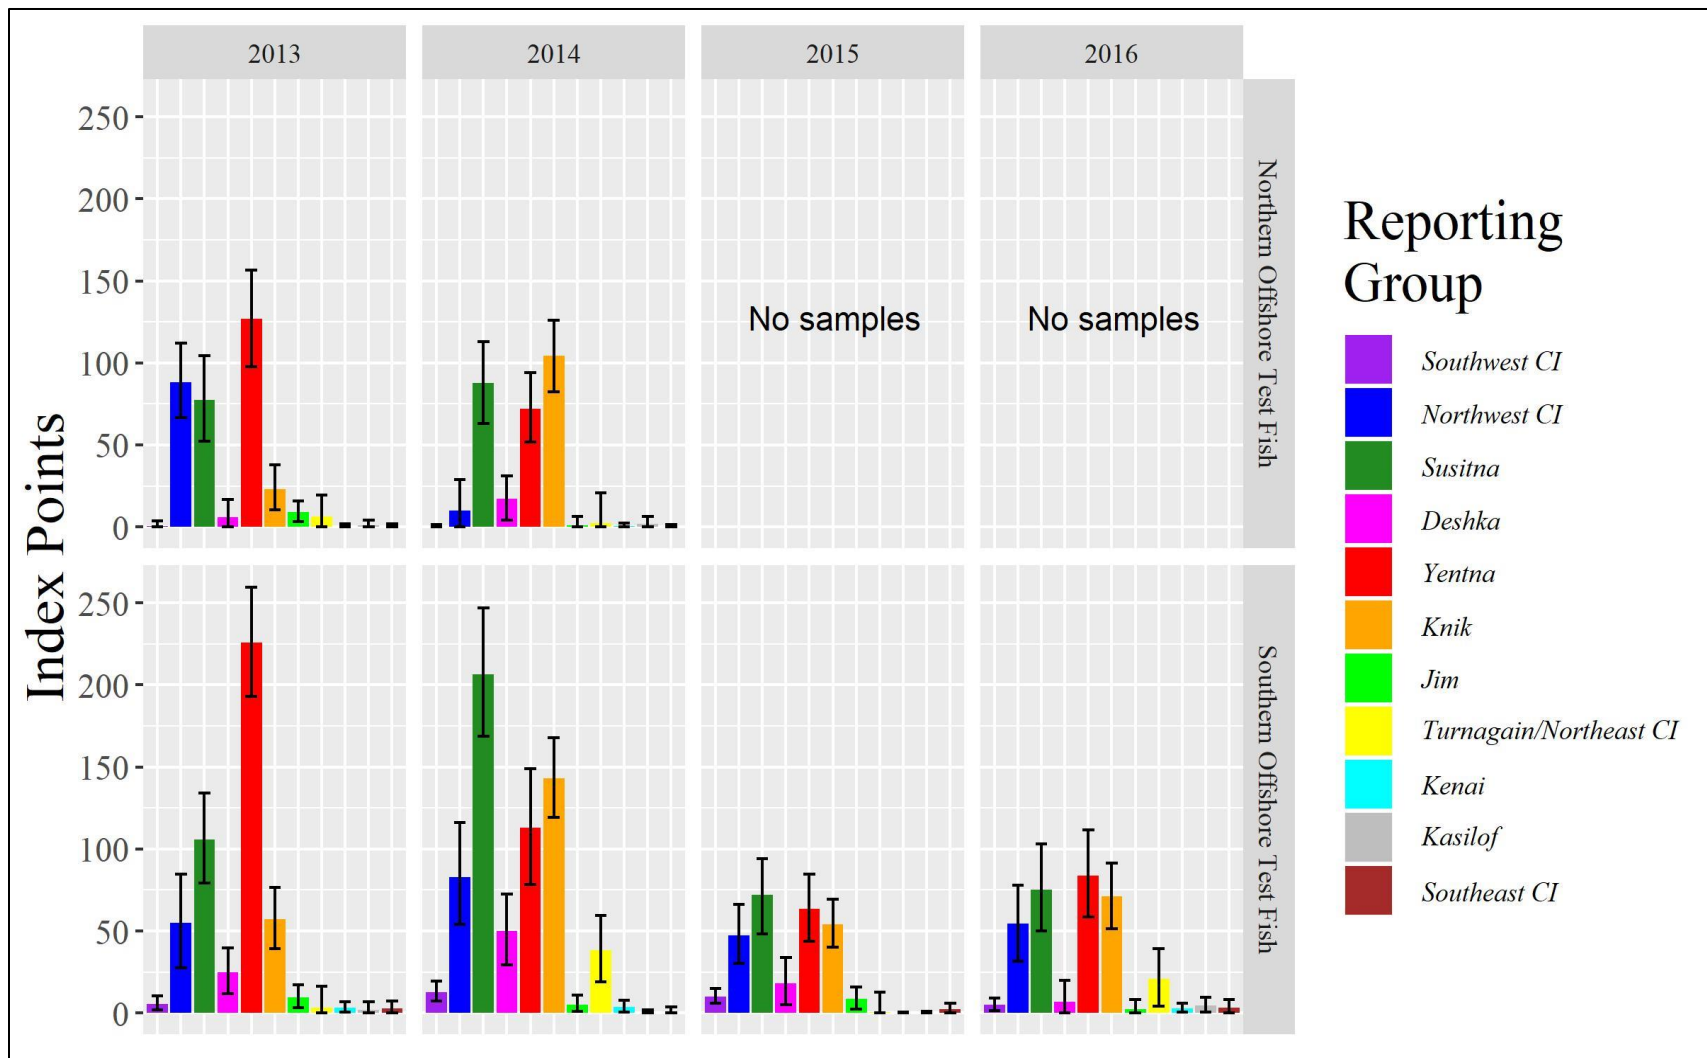 2013
2014
2015
2016
250
200
150
100
50
0
No samples
No samples
Northern Offshore Test Fish
250
200
150
100
50
0
Southern Offshore Test Fish
Index Points
Reporting
Group
Southwest CI
Northwest CI
Susitna
Deshka
Yentna
Knik
Jim
Turnagain/Northeast CI
Kenai
Kasilof
Southeast CI